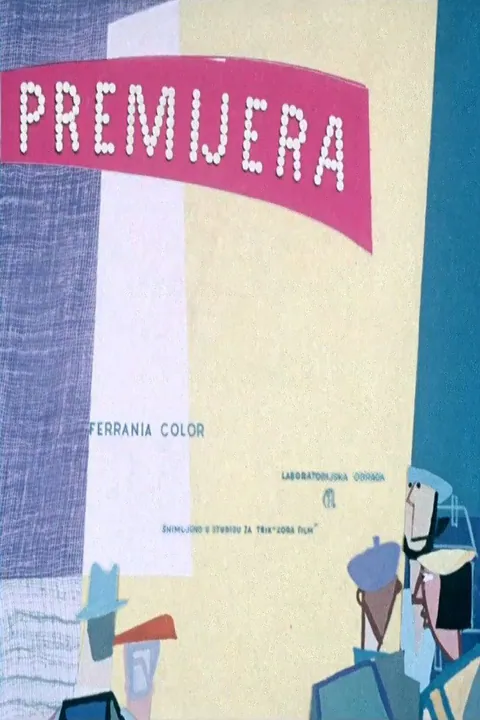 PREMIJERA
FERRANIA COLOR
LABORATORIJSKA OBRADA
SNIMLJENO U STUDIJU ZA TRIK "ZORA FILM"